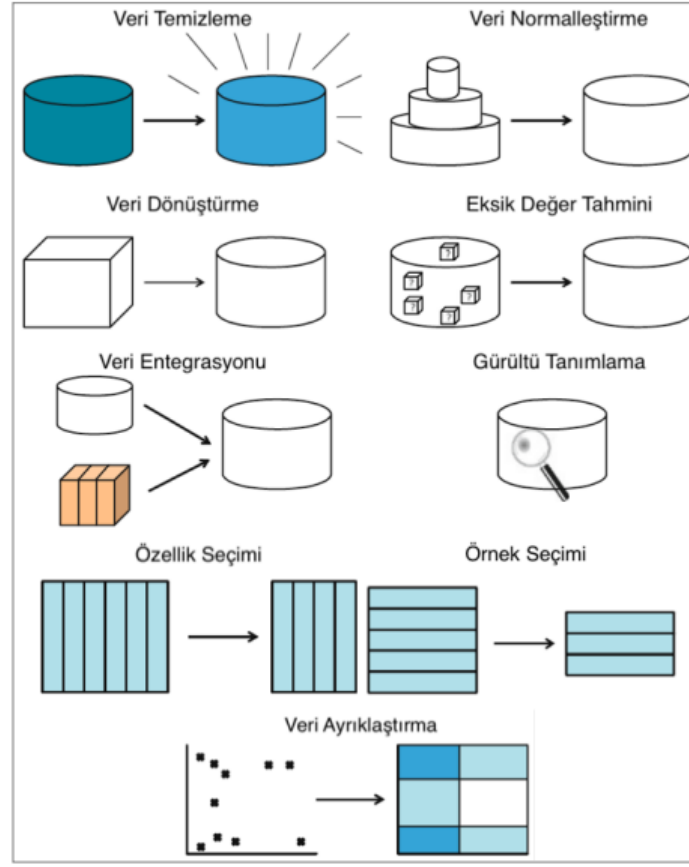 Veri Temizleme
Veri Normalleştirme
Veri Dönüştürme
Eksik Değer Tahmini
?
?
?
?
?
Veri Entegrasyonu
Gürültü Tanımlama
Özellik Seçimi
Örnek Seçimi
Veri Ayrıklaştırma